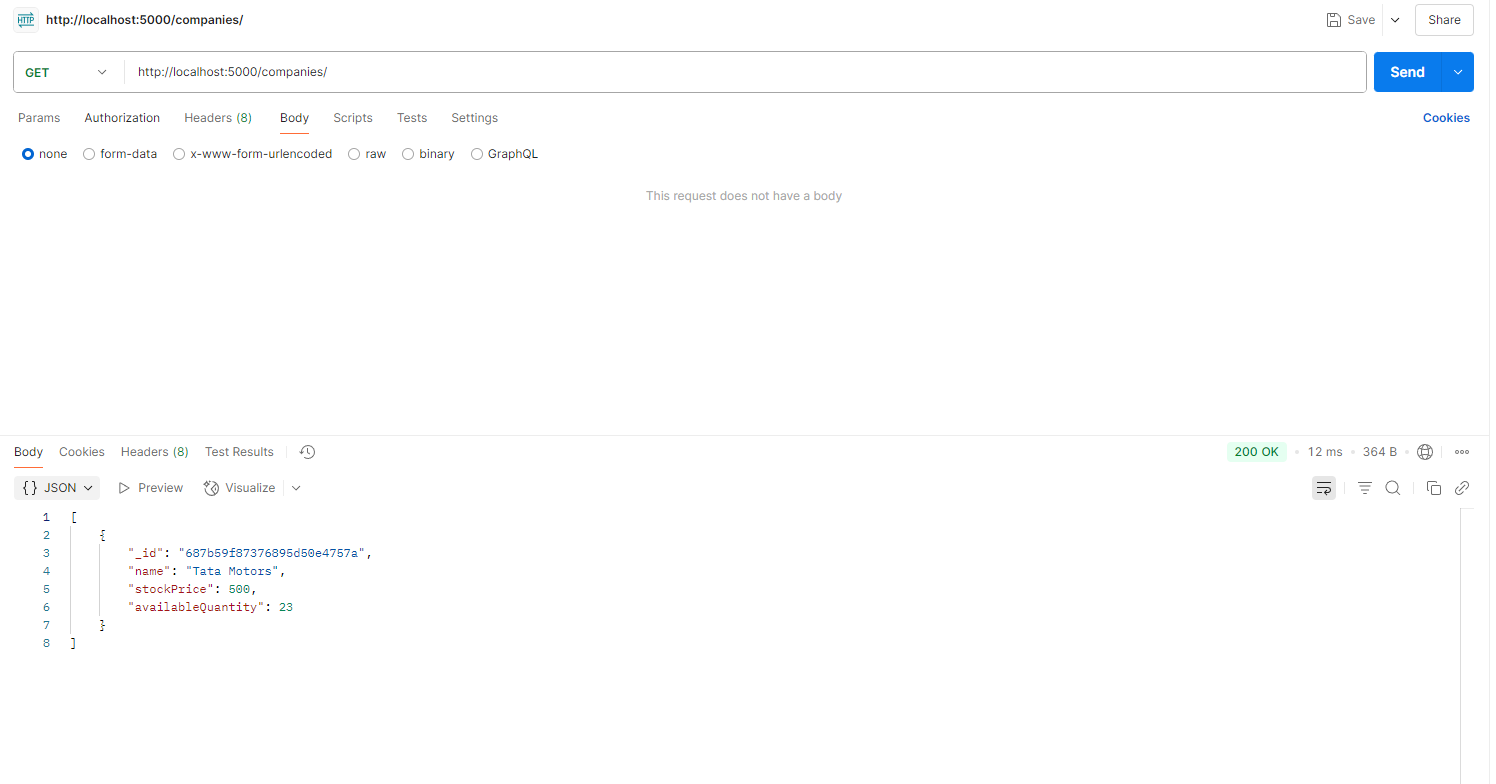 HTTP http://localhost:5000/companies/ Save Share
GET http://localhost:5000/companies/ Send
Params Authorization Headers (8) Body Scripts Tests Settings Cookies
none form-data x-www-form-urlencoded raw binary GraphQL
This request does not have a body
Body Cookies Headers (8) Test Results 200 OK • 12 ms • 364 B •
{} JSON Preview Visualize
1 [
2 {
3 "_id": "687b59f87376895d50e4757a",
4 "name": "Tata Motors",
5 "stockPrice": 500,
6 "availableQuantity": 23
7 }
8 ]